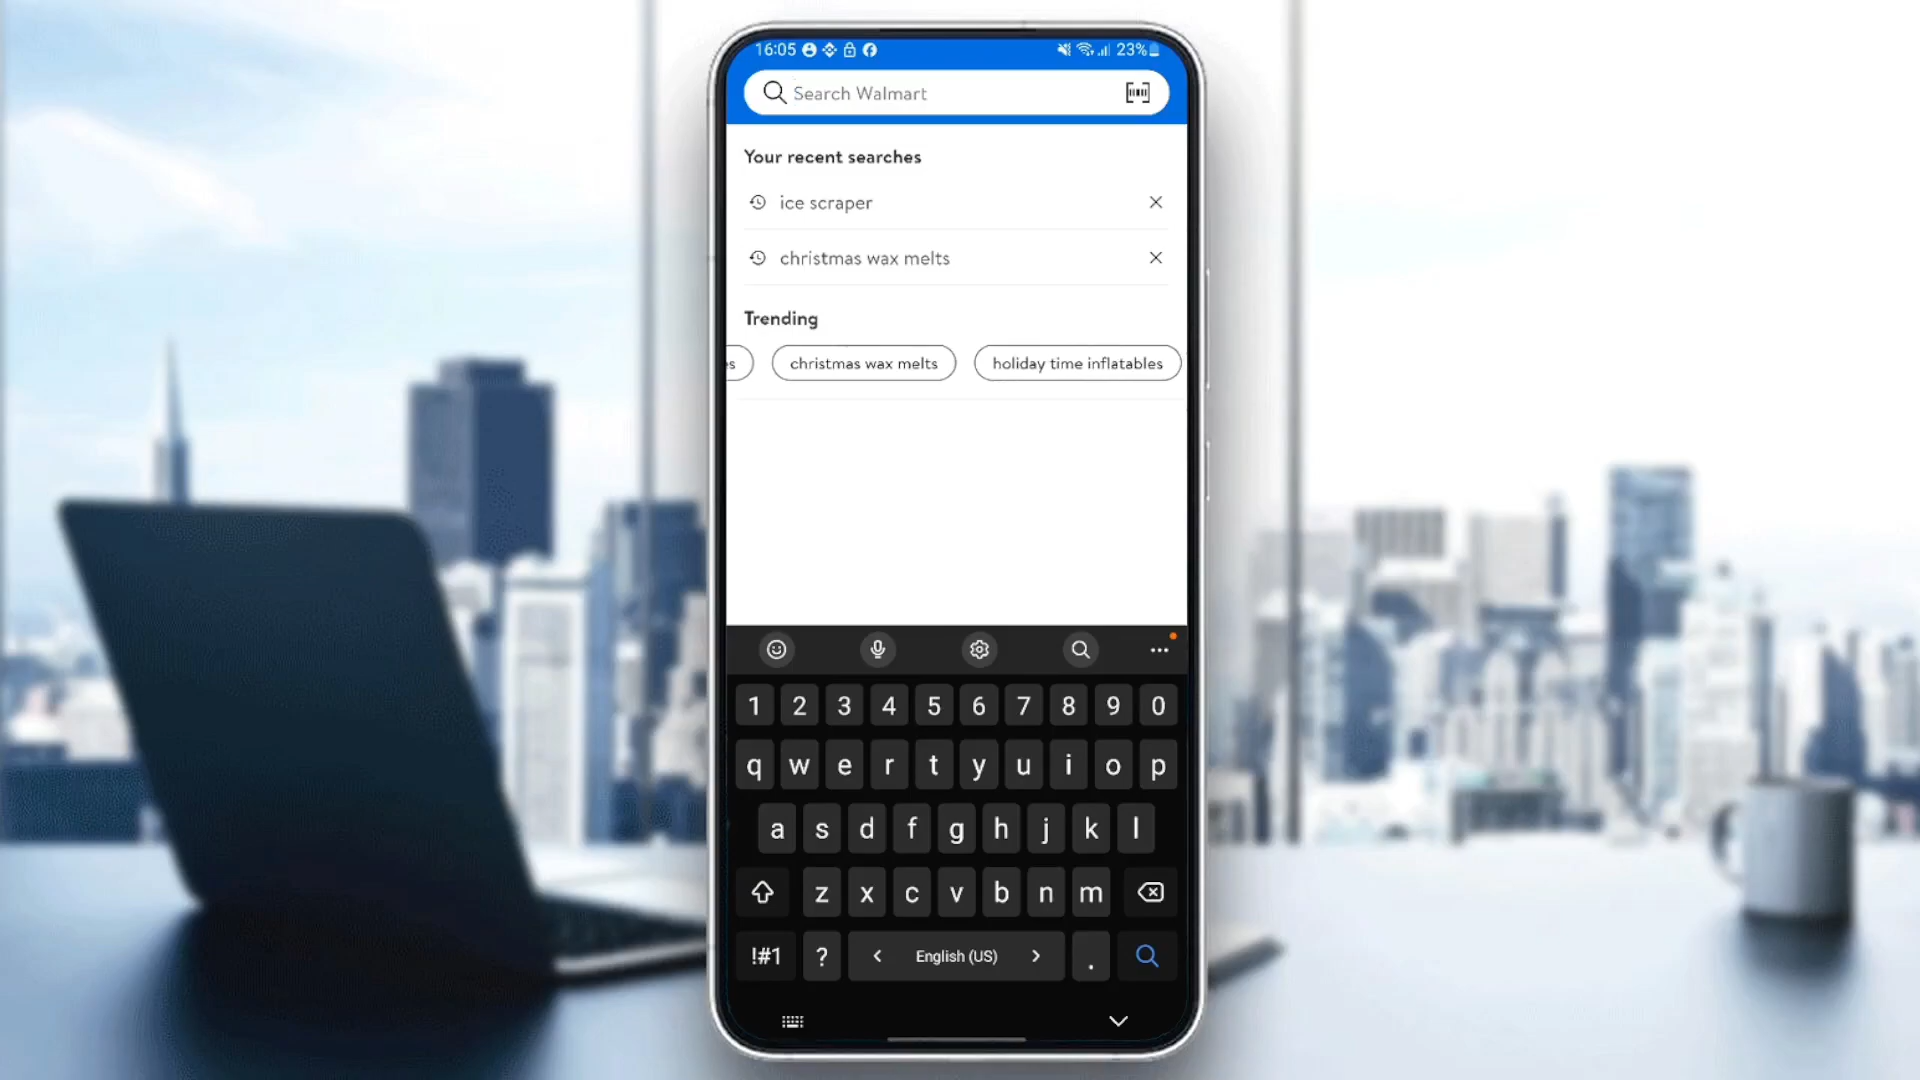 16:05 23%
Search Walmart
Your recent searches
ice scraper
christmas wax melts
Trending
s christmas wax melts holiday time inflatables
1 2 3 4 5 6 7 8 9 0
q w e r t y u i o p
a s d f g h j k l
z x c v b n m
!#1 ? < English (US) > .